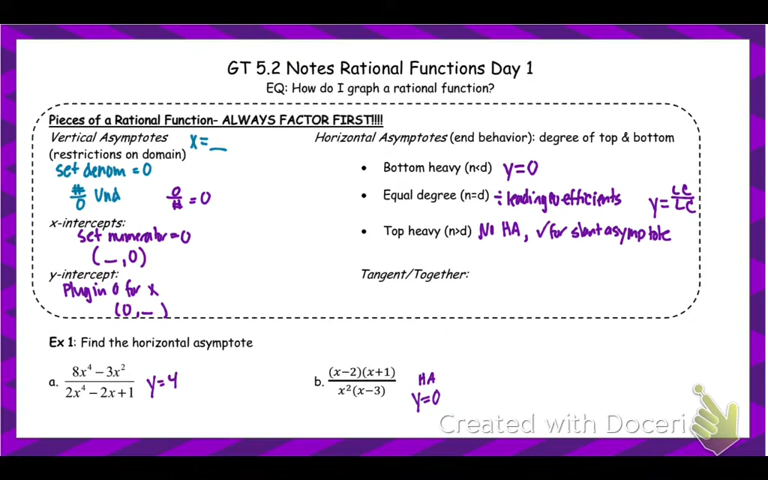 GT 5.2 Notes Rational Functions Day 1
EQ: How do I graph a rational function?
Pieces of a Rational Function- ALWAYS FACTOR FIRST!!!!
Vertical Asymptotes x=_
(restrictions on domain)
set denom = 0
#/0 Und 0/# = 0
x-intercepts:
Set numerator = 0
(_,0)
y-intercept:
Plug in 0 for x
(0,_)
Horizontal Asymptotes (end behavior): degree of top & bottom
• Bottom heavy (n<d) y=0
• Equal degree (n=d) ÷ leading coefficients y=LC/LC
• Top heavy (n>d) No HA, ✓ for slant asymptote
Tangent/Together:
Ex 1: Find the horizontal asymptote
a. (8x⁴ − 3x²)/(2x⁴ − 2x + 1) y=4
b. (x−2)(x+1)/x²(x−3) HA y=0
Created with Doceri